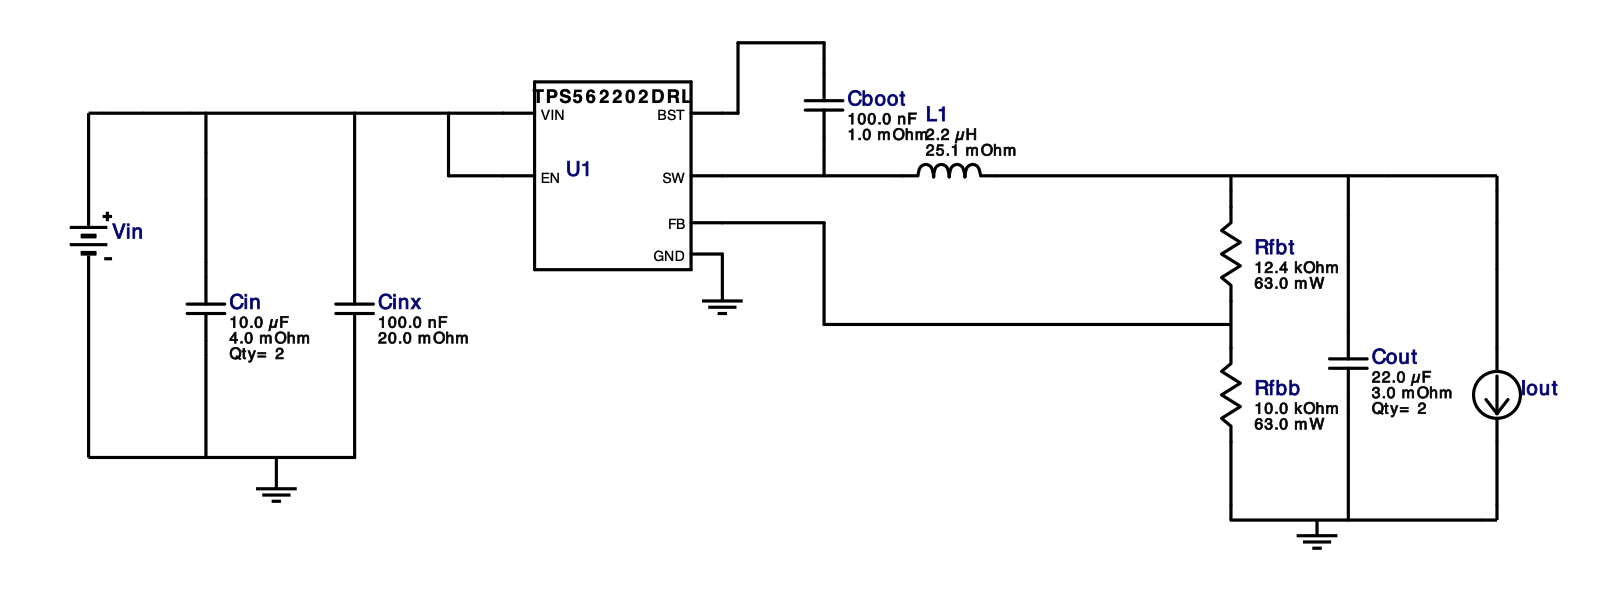 TPS562202DRL
VIN
BST
EN
U1
SW
FB
GND
Cboot
100.0 nF
1.0 mOhm
L1
2.2 µH
25.1 mOhm
+
Vin
-
Cin
10.0 µF
4.0 mOhm
Qty= 2
Cinx
100.0 nF
20.0 mOhm
Rfbt
12.4 kOhm
63.0 mW
Rfbb
10.0 kOhm
63.0 mW
Cout
22.0 µF
3.0 mOhm
Qty= 2
Iout